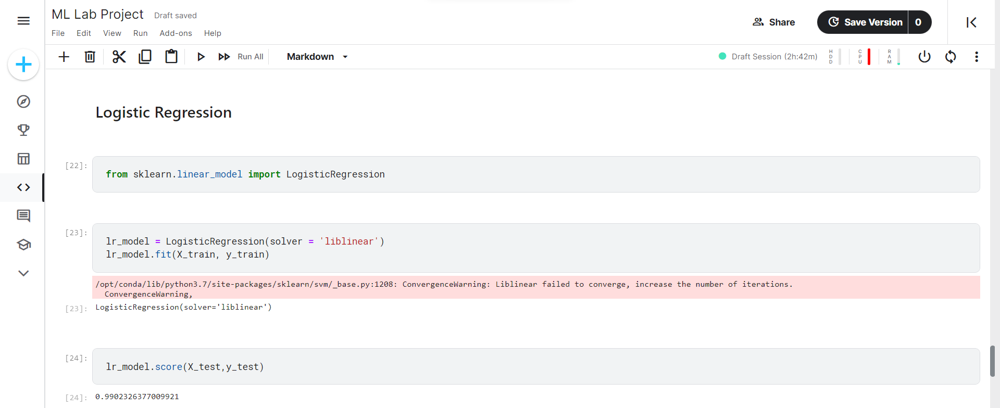 ML Lab Project Draft saved
File Edit View Run Add-ons Help
Share
Save Version 0
Run All
Markdown
Draft Session (2h:42m)
HDD
CPU
RAM
Logistic Regression
[22]:
from sklearn.linear_model import LogisticRegression
[23]:
lr_model = LogisticRegression(solver = 'liblinear')
lr_model.fit(X_train, y_train)
/opt/conda/lib/python3.7/site-packages/sklearn/svm/_base.py:1208: ConvergenceWarning: Liblinear failed to converge, increase the number of iterations.
ConvergenceWarning,
[23]: LogisticRegression(solver='liblinear')
[24]:
lr_model.score(X_test,y_test)
[24]: 0.9902326377009921